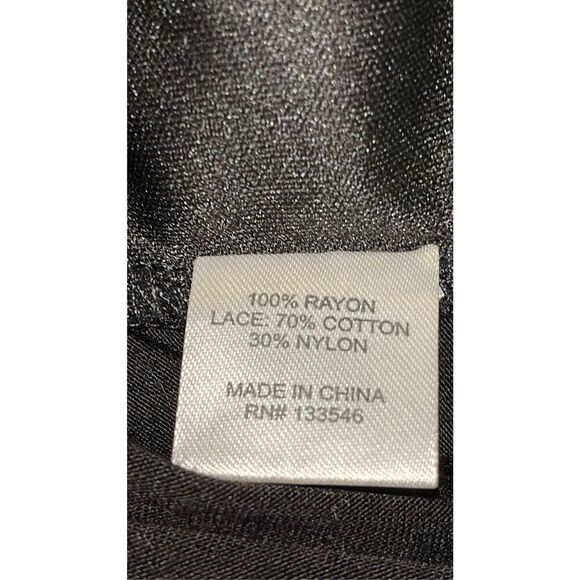 100% RAYON
LACE: 70% COTTON
30% NYLON
MADE IN CHINA
RN# 133546